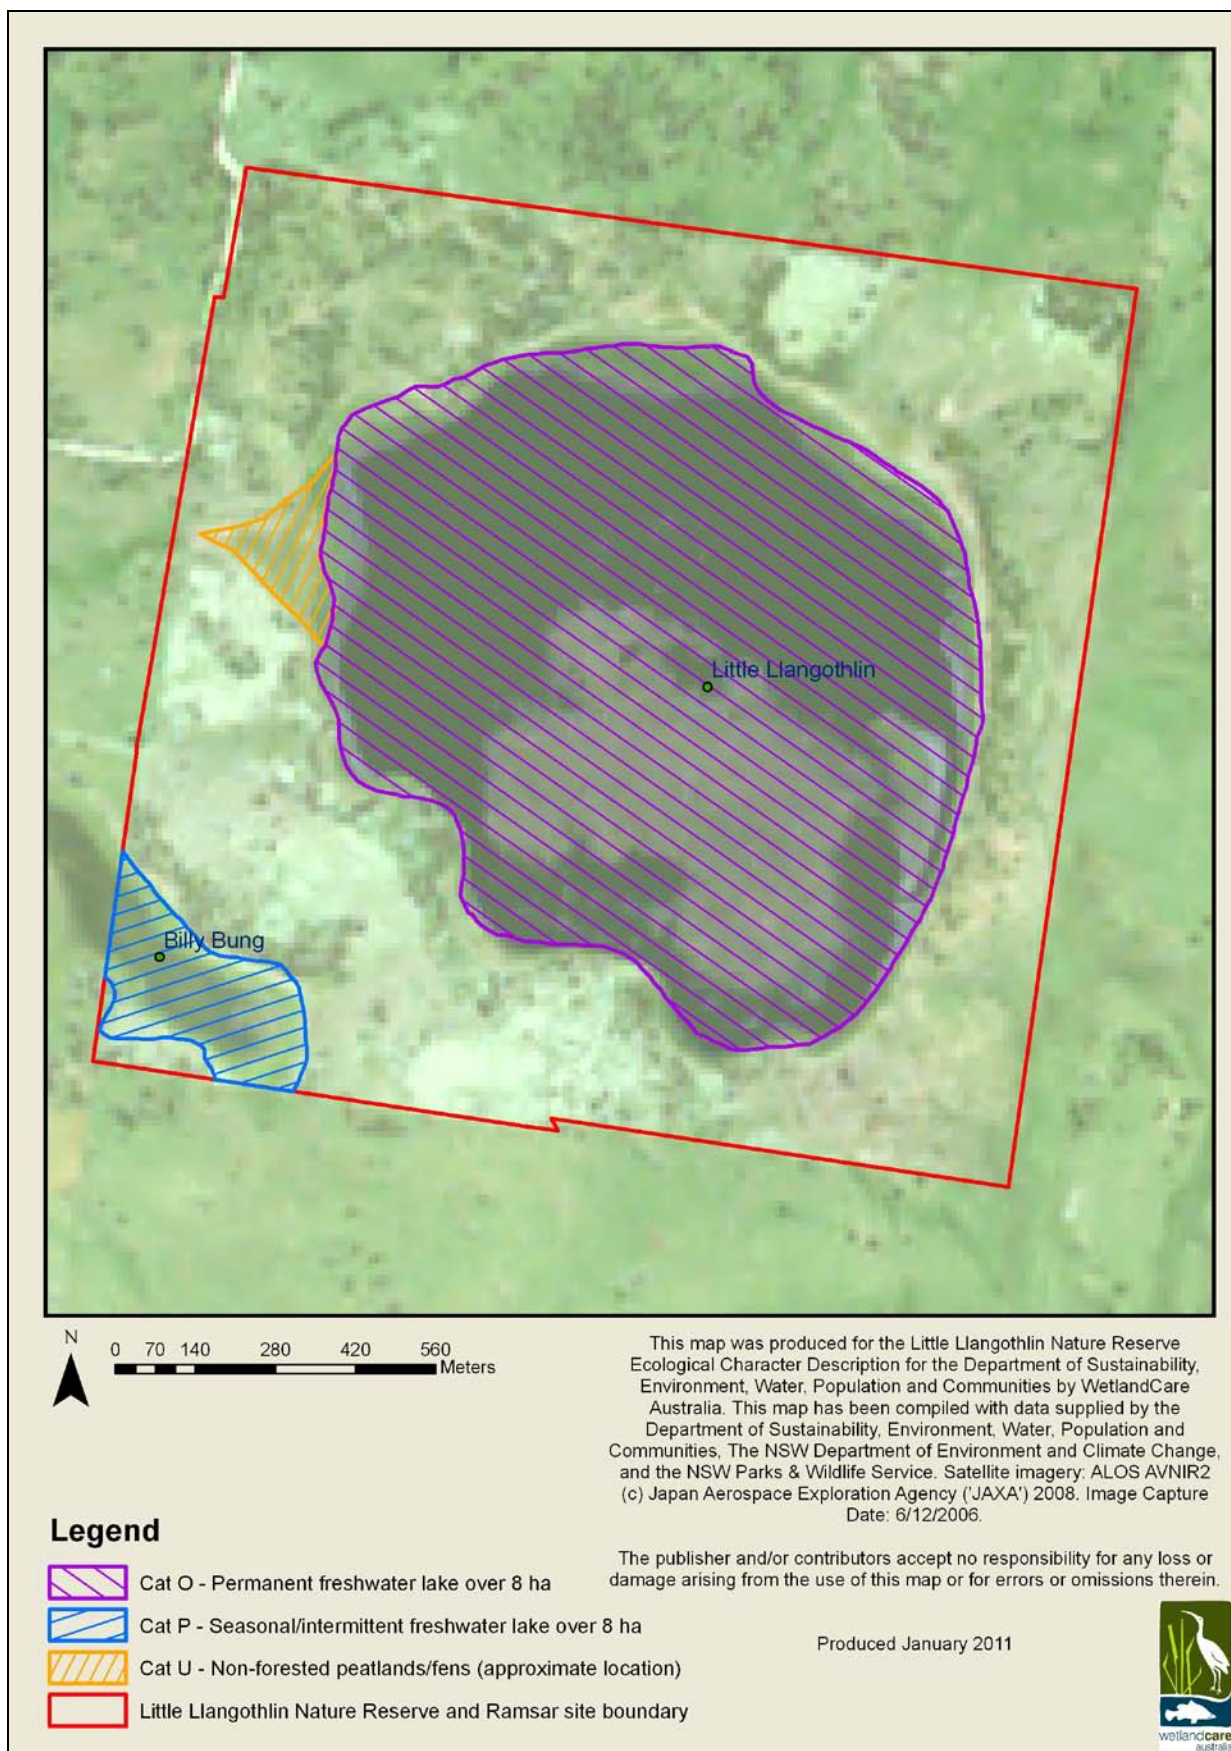 Little Llangothlin
Billy Bung
N
0 70 140 280 420 560
Meters
This map was produced for the Little Llangothlin Nature Reserve
Ecological Character Description for the Department of Sustainability,
Environment, Water, Population and Communities by WetlandCare
Australia. This map has been compiled with data supplied by the
Department of Sustainability, Environment, Water, Population and
Communities, The NSW Department of Environment and Climate Change,
and the NSW Parks & Wildlife Service. Satellite imagery: ALOS AVNIR2
(c) Japan Aerospace Exploration Agency ('JAXA') 2008. Image Capture
Date: 6/12/2006.
The publisher and/or contributors accept no responsibility for any loss or
damage arising from the use of this map or for errors or omissions therein.
Produced January 2011
Legend
Cat O - Permanent freshwater lake over 8 ha
Cat P - Seasonal/intermittent freshwater lake over 8 ha
Cat U - Non-forested peatlands/fens (approximate location)
Little Llangothlin Nature Reserve and Ramsar site boundary
wetlandcare
australia